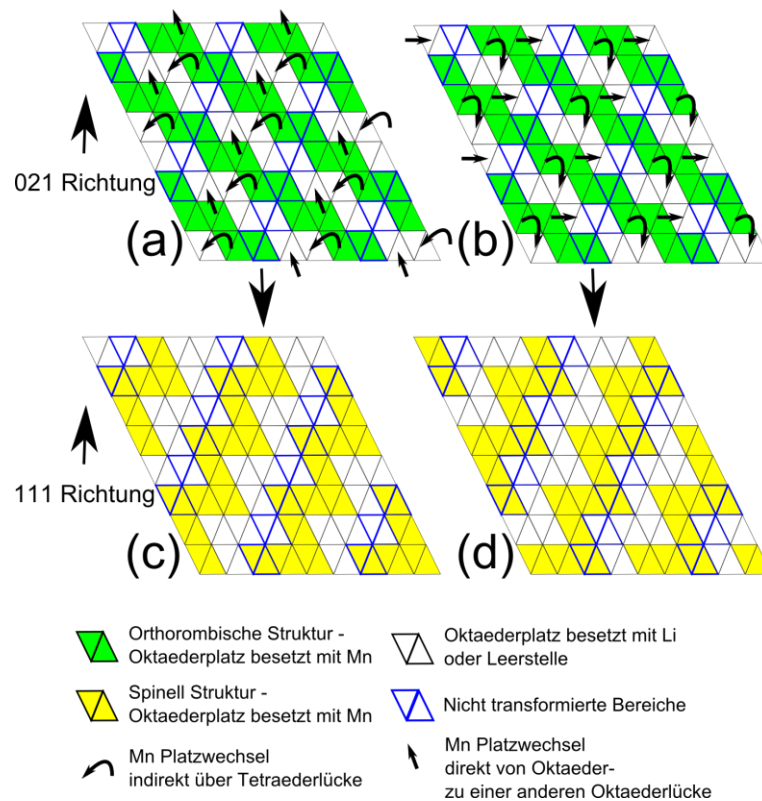 021 Richtung
(a)
(b)
111 Richtung
(c)
(d)
Orthorombische Struktur -
Oktaederplatz besetzt mit Mn
Oktaederplatz besetzt mit Li
oder Leerstelle
Spinell Struktur -
Oktaederplatz besetzt mit Mn
Nicht transformierte Bereiche
Mn Platzwechsel
indirekt über Tetraederlücke
Mn Platzwechsel
direkt von Oktaeder-
zu einer anderen Oktaederlücke